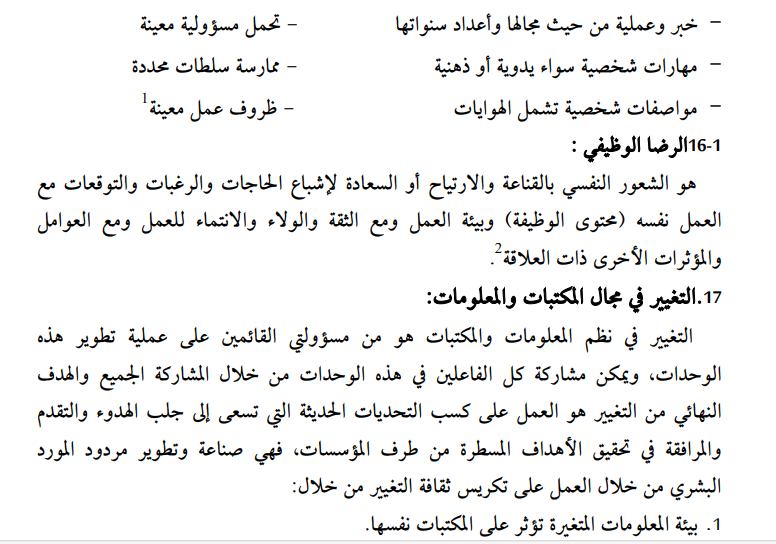 – خبر وعملية من حيث مجالها وأعداد سنواتها – تحمل مسؤولية معينة
– مهارات شخصية سواء يدوية أو ذهنية – ممارسة سلطات محددة
– مواصفات شخصية تشمل الهوايات – ظروف عمل معينة1
16-1الرضا الوظيفي :
هو الشعور النفسي بالقناعة والارتياح أو السعادة لإشباع الحاجات والرغبات والتوقعات مع
العمل نفسه (محتوى الوظيفة) وبيئة العمل ومع الثقة والولاء والانتماء للعمل ومع العوامل
والمؤثرات الأخرى ذات العلاقة2.
17.التغيير في مجال المكتبات والمعلومات:
التغيير في نظم المعلومات والمكتبات هو من مسؤولتي القائمين على عملية تطوير هذه
الوحدات، ويمكن مشاركة كل الفاعلين في هذه الوحدات من خلال المشاركة الجميع والهدف
النهائي من التغيير هو العمل على كسب التحديات الحديثة التي تسعى إلى جلب الهدوء والتقدم
والمرافقة في تحقيق الأهداف المسطرة من طرف المؤسسات، فهي صناعة وتطوير مردود المورد
البشري من خلال العمل على تكريس ثقافة التغيير من خلال:
1. بيئة المعلومات المتغيرة تؤثر على المكتبات نفسها.